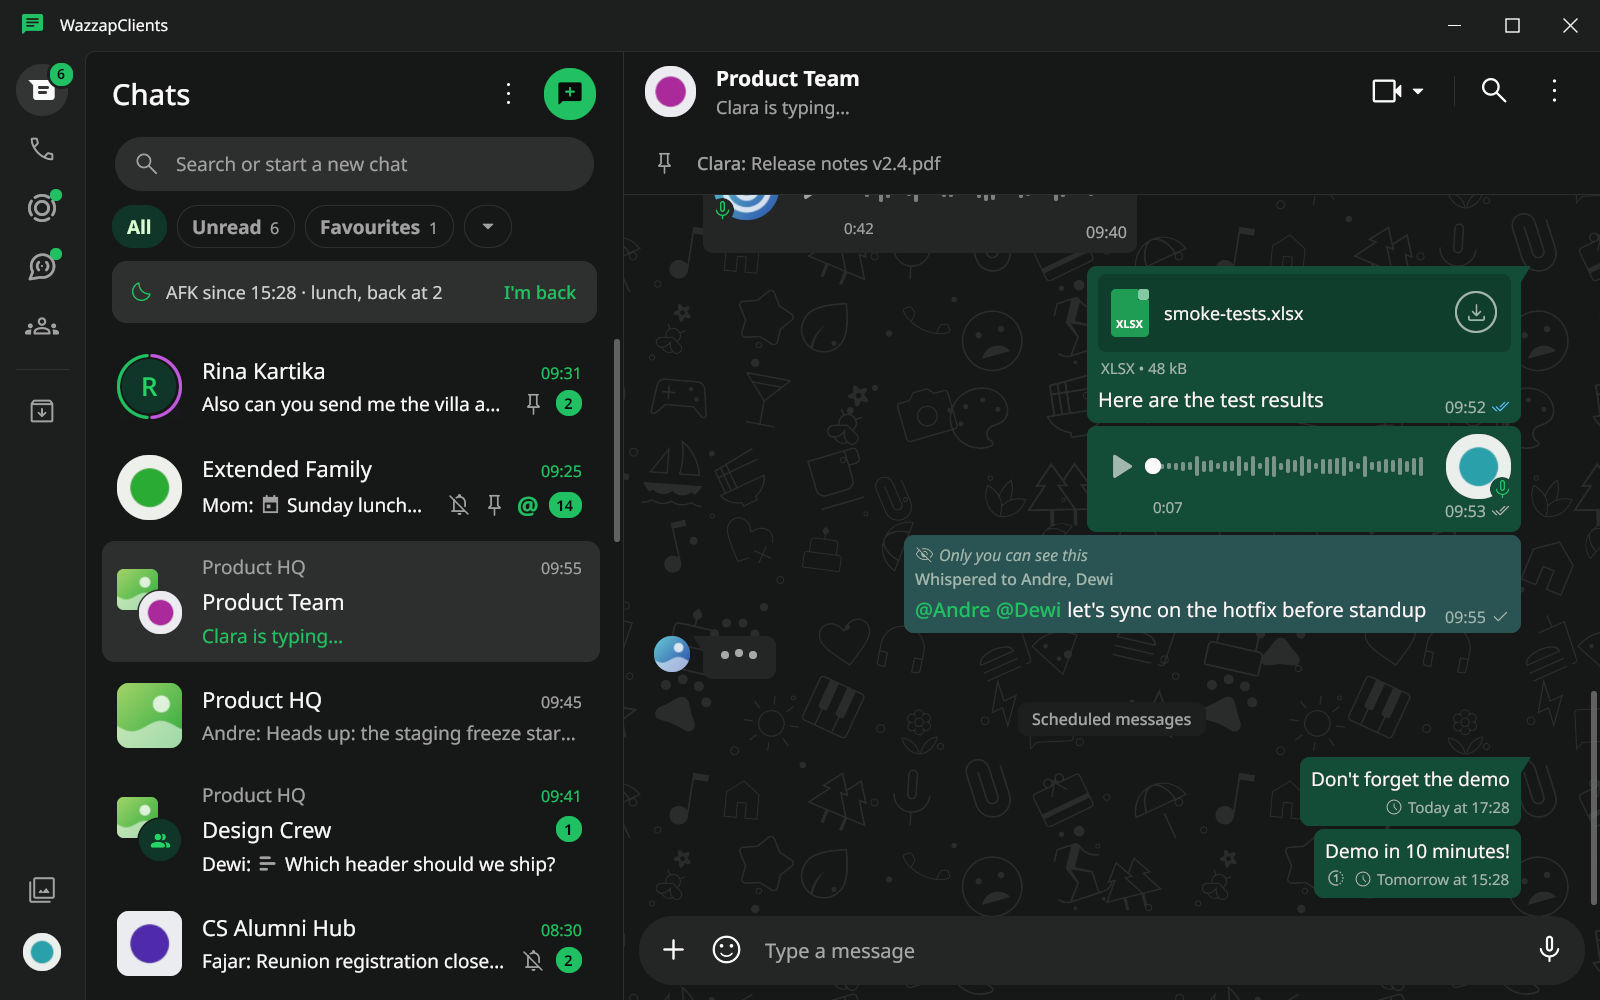 WazzapClients
6
Chats
Search or start a new chat
All
Unread 6
Favourites 1
AFK since 15:28 · lunch, back at 2
I'm back
R
Rina Kartika
09:31
Also can you send me the villa a...
2
Extended Family
09:25
Mom: Sunday lunch...
@
14
Product HQ
09:55
Product Team
Clara is typing...
Product HQ
09:45
Andre: Heads up: the staging freeze star...
Product HQ
09:41
Design Crew
1
Dewi: Which header should we ship?
CS Alumni Hub
08:30
Fajar: Reunion registration close...
2
Product Team
Clara is typing...
Clara: Release notes v2.4.pdf
0:42
09:40
XLSX
smoke-tests.xlsx
XLSX • 48 kB
Here are the test results
09:52
0:07
09:53
Only you can see this
Whispered to Andre, Dewi
@Andre @Dewi let's sync on the hotfix before standup
09:55
Scheduled messages
Don't forget the demo
Today at 17:28
Demo in 10 minutes!
1
Tomorrow at 15:28
Type a message